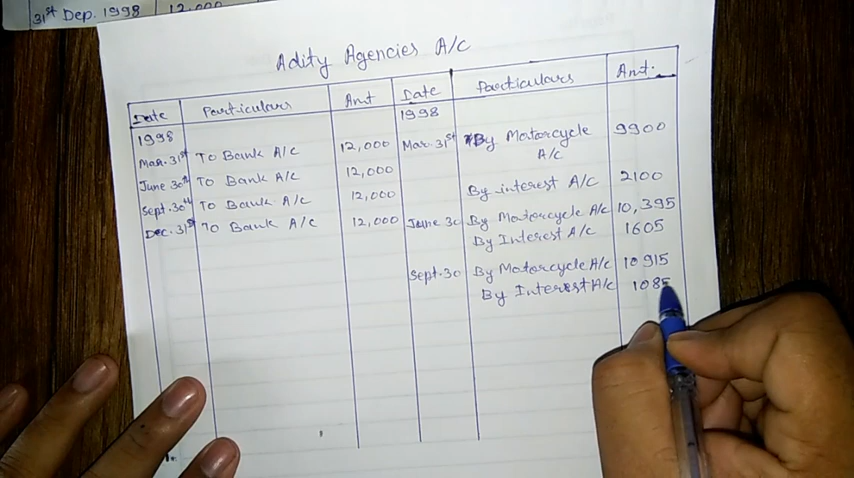 31st Dep. 1998 12,000
Adity Agencies A/C
Date Particulars Amt Date Particulars Amt.
1998 1998
Mar. 31st To Bank A/C 12,000 Mar. 31st By Motorcycle A/C 9900
June 30th To Bank A/C 12,000 By interest A/C 2100
Sept. 30th To Bank A/C 12,000 June 30 By Motorcycle A/C 10,395
Dec. 31st To Bank A/C 12,000 By Interest A/C 1605
Sept. 30 By Motorcycle A/C 10915
By Interest A/C 1085